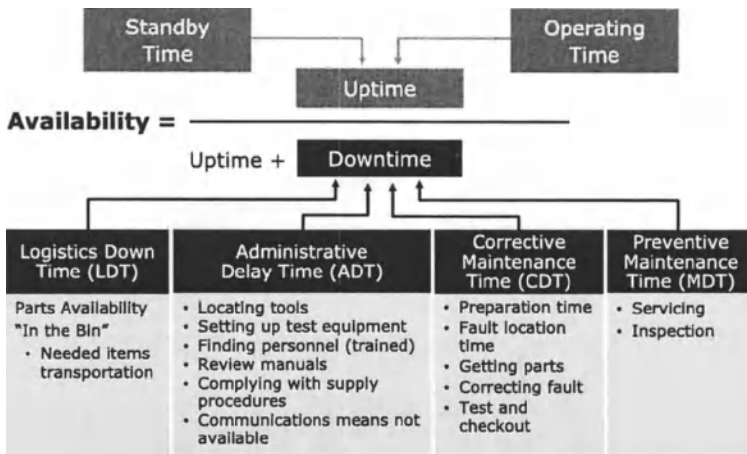 Standby
Time
Operating
Time
Uptime
Availability =
Uptime + Downtime
Logistics Down
Time (LDT)
Parts Availability
"In the Bin"
• Needed items
transportation
Administrative
Delay Time (ADT)
• Locating tools
• Setting up test equipment
• Finding personnel (trained)
• Review manuals
• Complying with supply
procedures
• Communications means not
available
Corrective
Maintenance
Time (CDT)
• Preparation time
• Fault location
time
• Getting parts
• Correcting fault
• Test and
checkout
Preventive
Maintenance
Time (MDT)
• Servicing
• Inspection